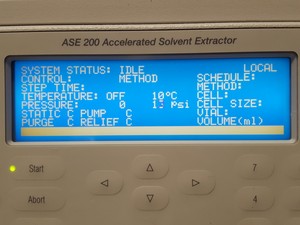 ASE 200 Accelerated Solvent Extractor
SYSTEM STATUS: IDLE LOCAL
CONTROL: METHOD SCHEDULE:
STEP TIME: METHOD:
TEMPERATURE: OFF 10°C CELL:
PRESSURE: 0 psi CELL SIZE:
STATIC C PUMP C VIAL:
PURGE C RELIEF C VOLUME(ml)
Start
7
Abort
4